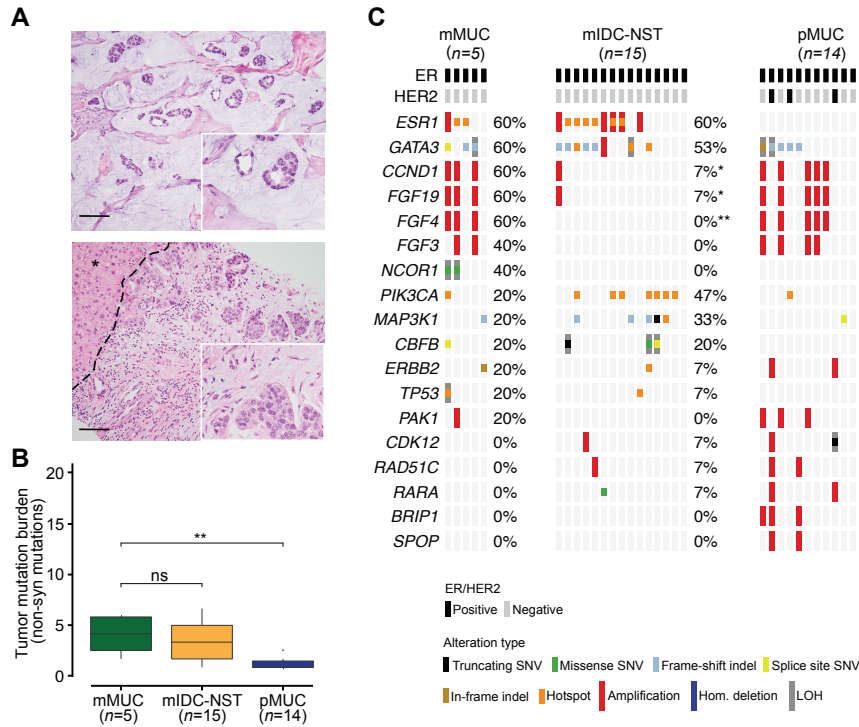 A
*
B
Tumor mutation burden
(non-syn mutations)
20
15
10
5
0
**
ns
mMUC
(n=5)
mIDC-NST
(n=15)
pMUC
(n=14)
C
mMUC
(n=5)
mIDC-NST
(n=15)
pMUC
(n=14)
ER
HER2
ESR1 60% 60%
GATA3 60% 53%
CCND1 60% 7%*
FGF19 60% 7%*
FGF4 60% 0%**
FGF3 40% 0%
NCOR1 40% 0%
PIK3CA 20% 47%
MAP3K1 20% 33%
CBFB 20% 20%
ERBB2 20% 7%
TP53 20% 7%
PAK1 20% 0%
CDK12 0% 7%
RAD51C 0% 7%
RARA 0% 7%
BRIP1 0% 0%
SPOP 0% 0%
ER/HER2
Positive Negative
Alteration type
Truncating SNV Missense SNV Frame-shift indel Splice site SNV
In-frame indel Hotspot Amplification Hom. deletion LOH